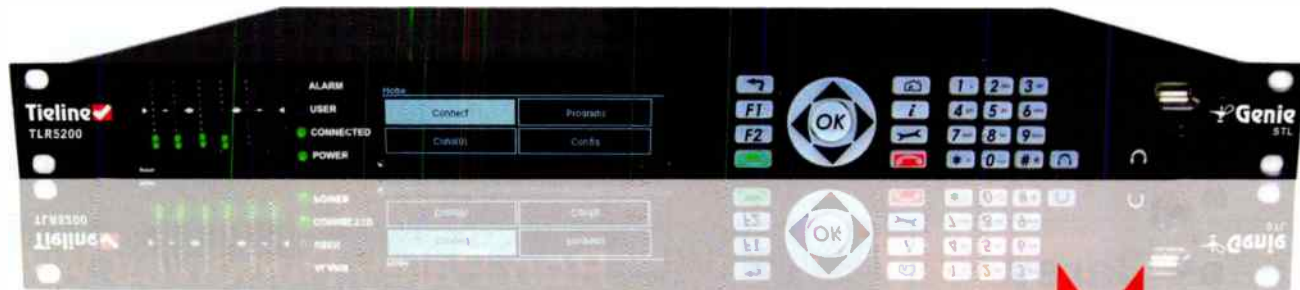 Tieline
TLR5200
ALARM
USER
CONNECTED
POWER
Home
Connect
Programs
Config
F1
F2
OK
i
1
2
3
4
5
6
7
8
9
*
0
#
Genie
STL